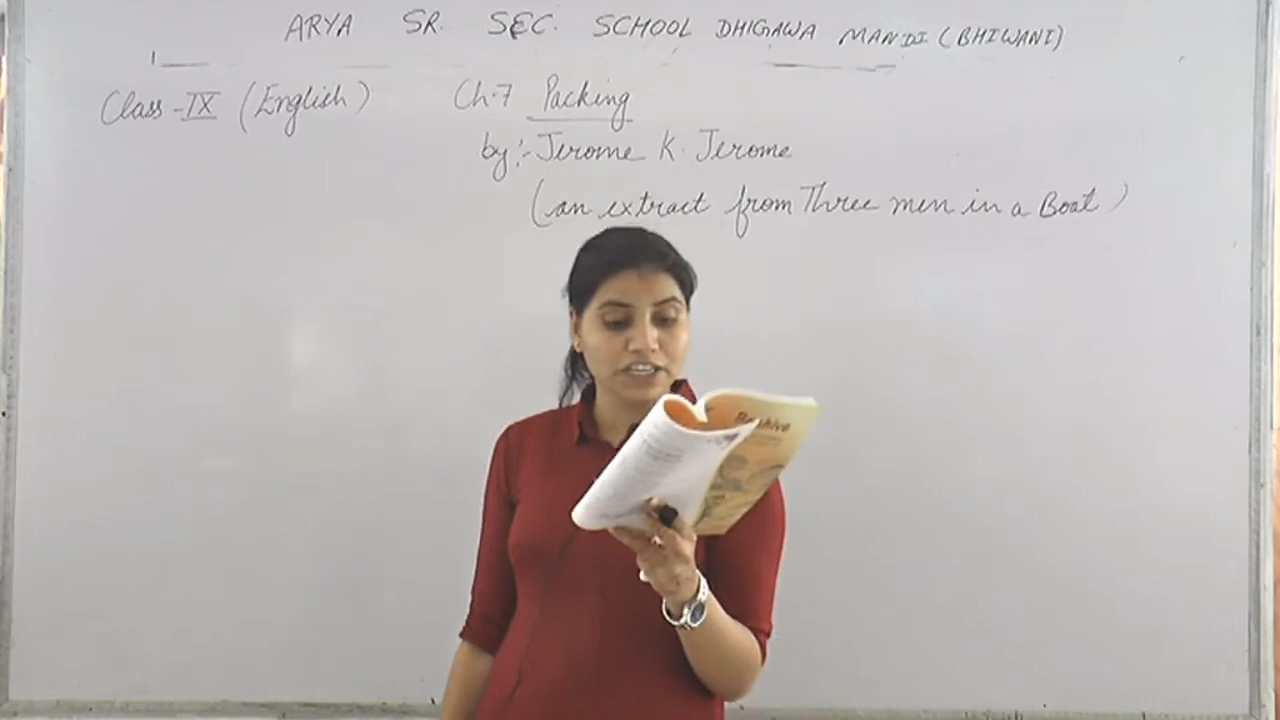 ARYA SR. SEC. SCHOOL DHIGAWA MANDI (BHIWANI)
Class - IX (English) Ch.7 Packing
by:- Jerome K. Jerome
(an extract from Three men in a Boat)
Beehive